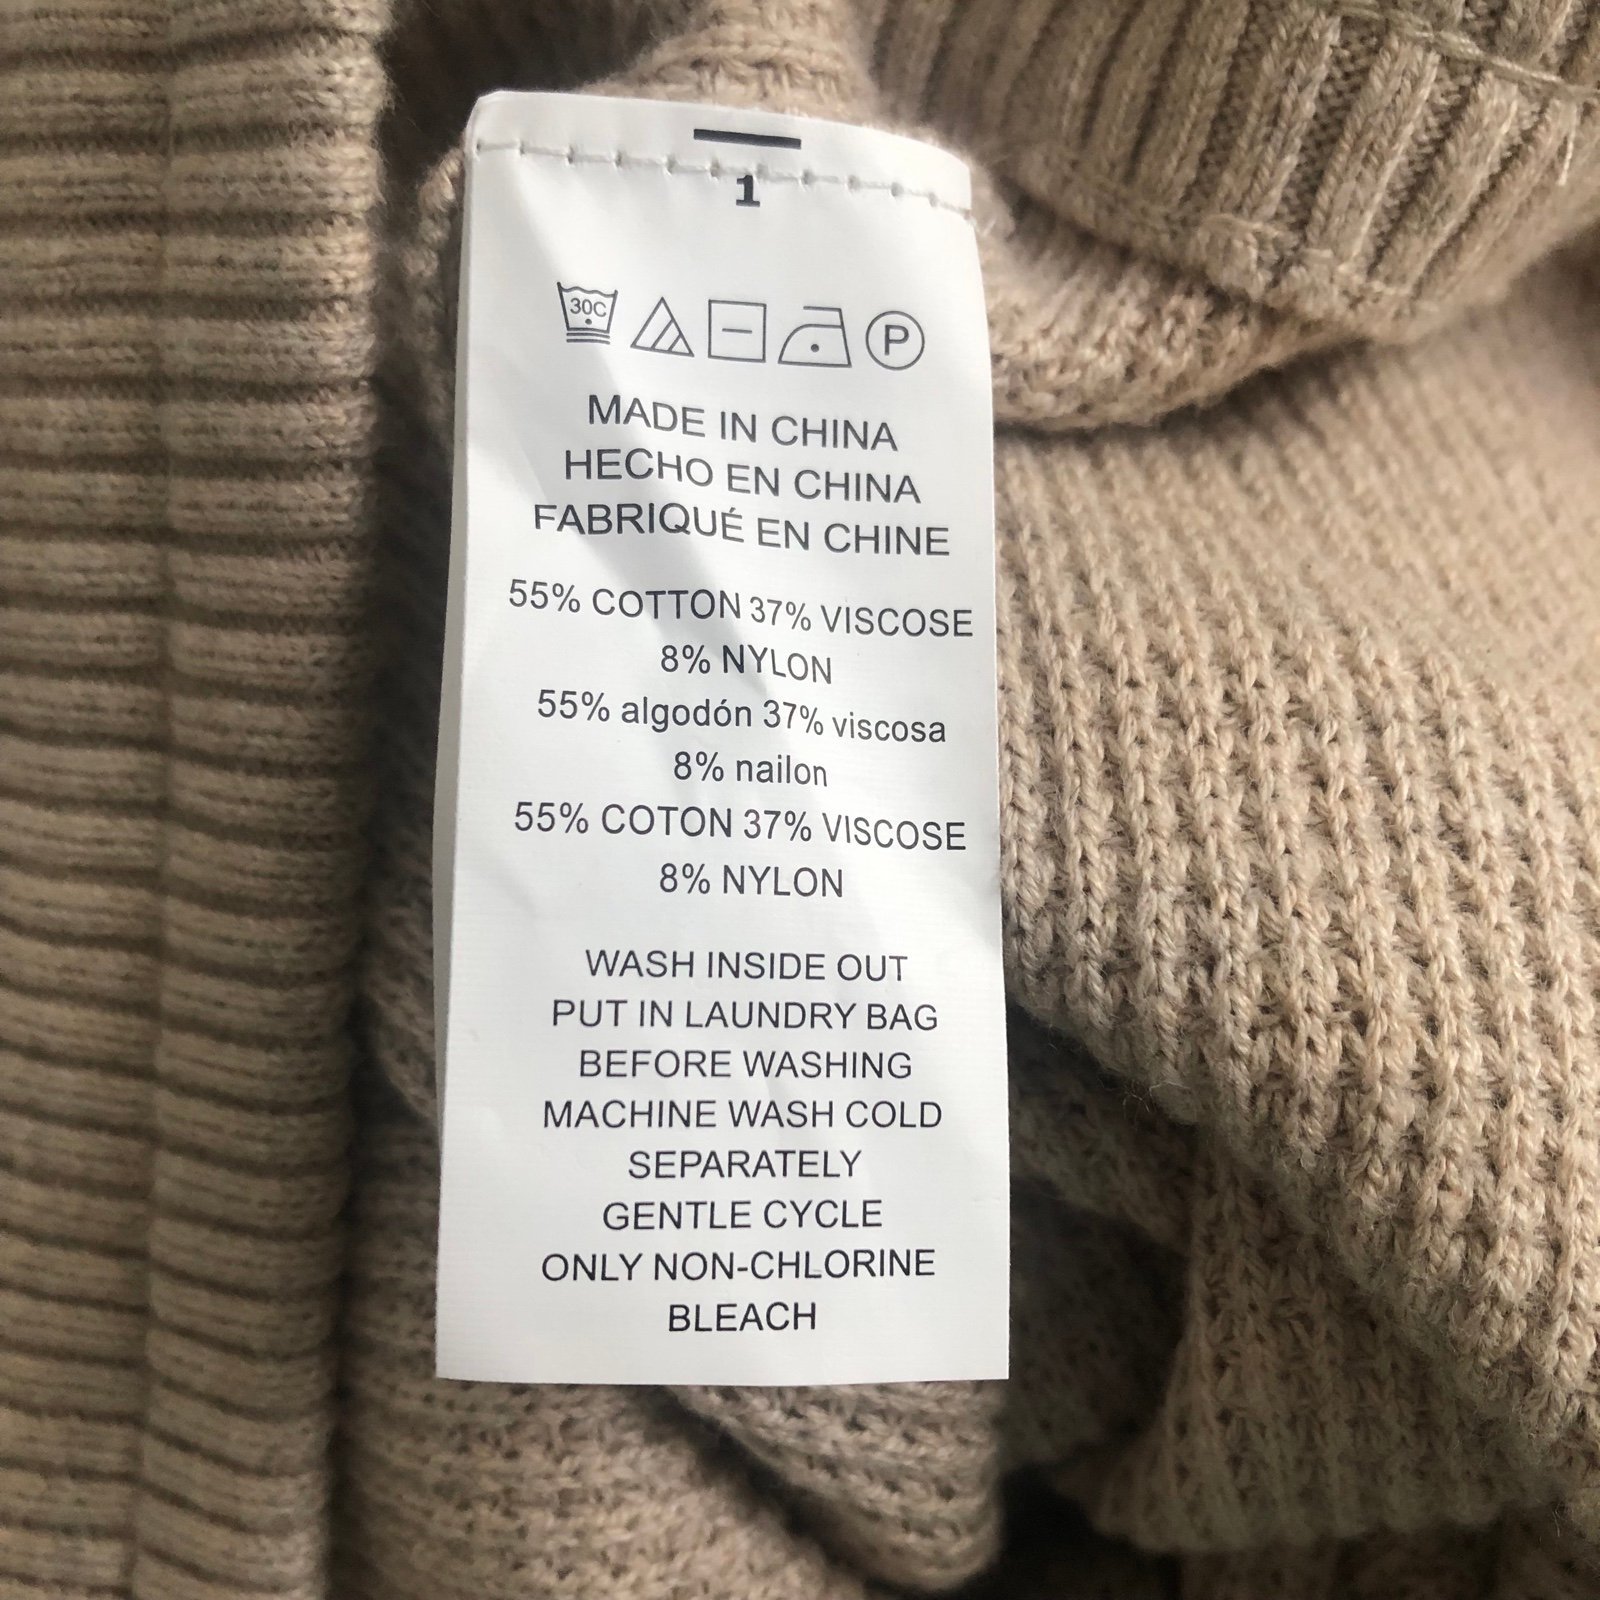 1
30C
P
MADE IN CHINA
HECHO EN CHINA
FABRIQUÉ EN CHINE
55% COTTON 37% VISCOSE
8% NYLON
55% algodón 37% viscosa
8% nailon
55% COTON 37% VISCOSE
8% NYLON
WASH INSIDE OUT
PUT IN LAUNDRY BAG
BEFORE WASHING
MACHINE WASH COLD
SEPARATELY
GENTLE CYCLE
ONLY NON-CHLORINE
BLEACH